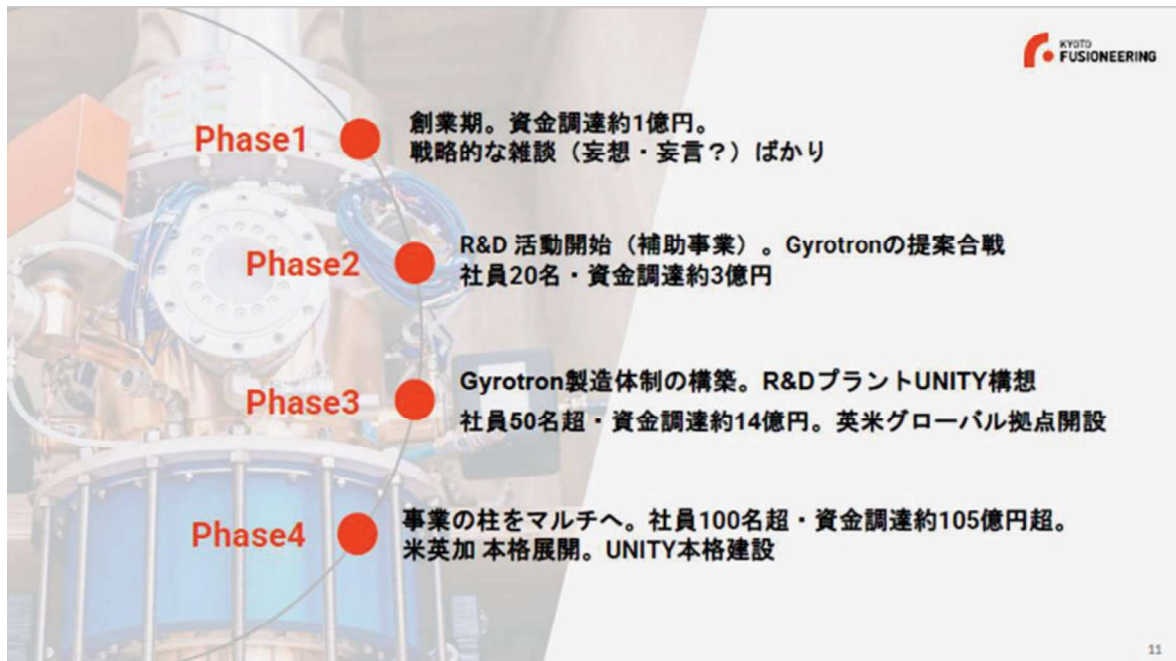 KYOTO
FUSIONEERING
Phase1
創業期。資金調達約1億円。
戦略的な雑談（妄想・妄言？）ばかり
Phase2
R&D 活動開始（補助事業）。Gyrotronの提案合戦
社員20名・資金調達約3億円
Phase3
Gyrotron製造体制の構築。R&DプラントUNITY構想
社員50名超・資金調達約14億円。英米グローバル拠点開設
Phase4
事業の柱をマルチへ。社員100名超・資金調達約105億円超。
米英加 本格展開。UNITY本格建設
11